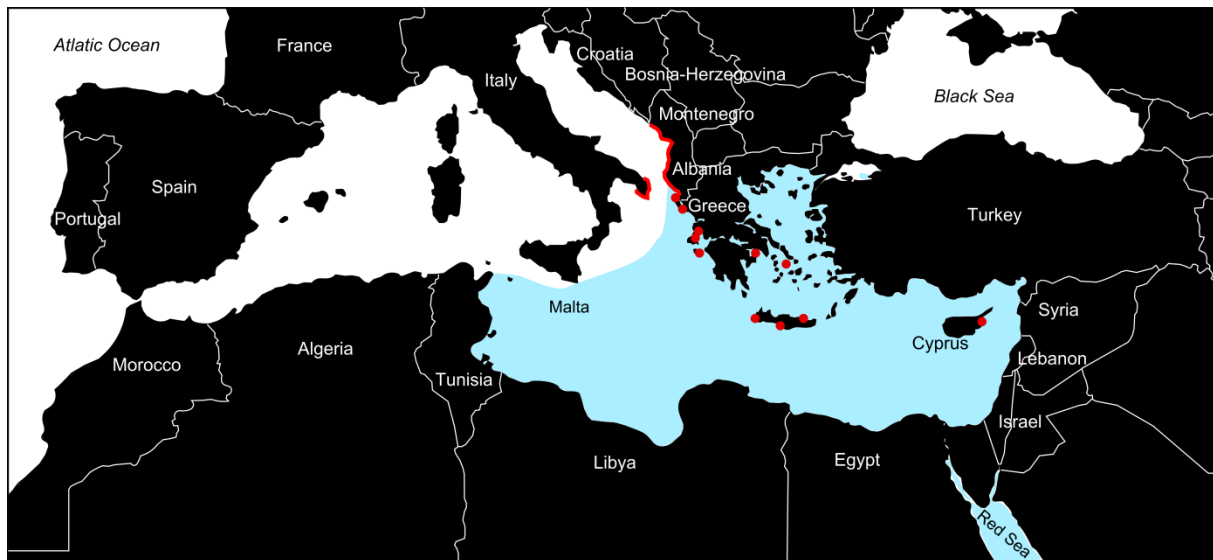 Atlatic Ocean
France
Croatia
Bosnia-Herzegovina
Italy
Black Sea
Montenegro
Albania
Spain
Greece
Portugal
Turkey
Malta
Syria
Cyprus
Algeria
Lebanon
Morocco
Tunisia
Israel
Libya
Egypt
Red Sea